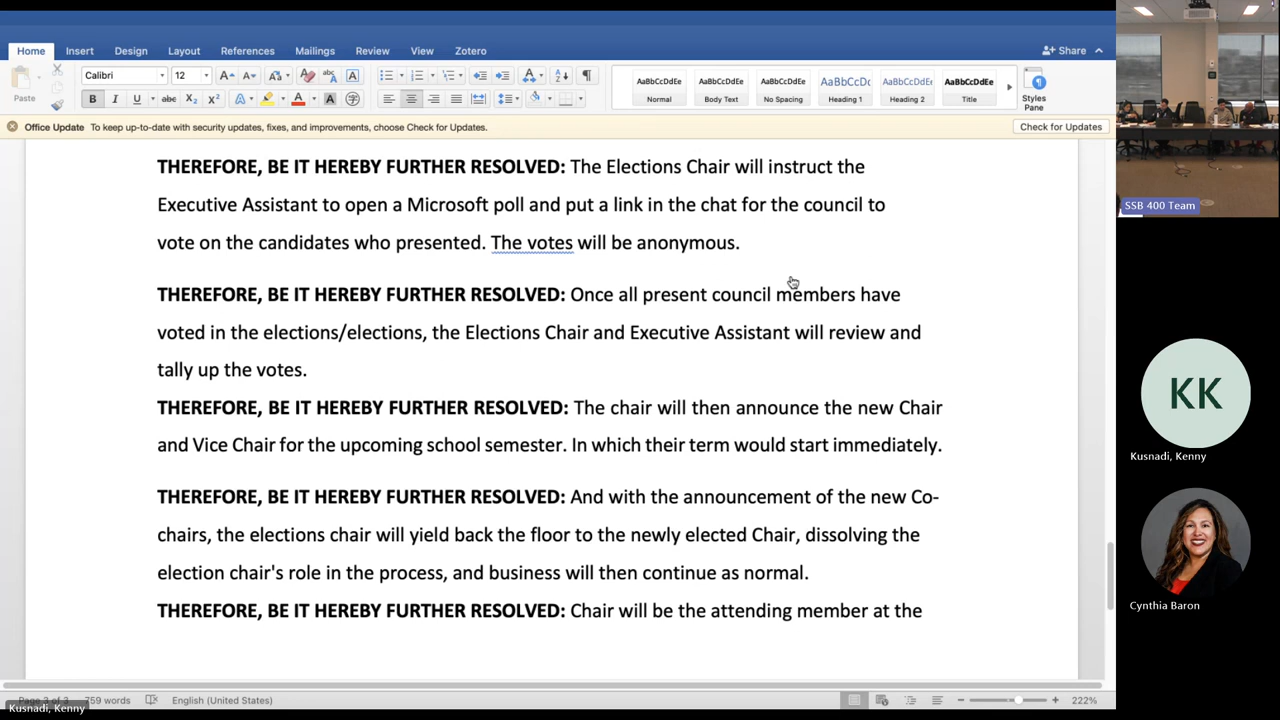 Home Insert Design Layout References Mailings Review View Zotero Share
Paste Calibri 12 AaBbCcDdEe AaBbCcDdEe AaBbCcDdEe AaBbCcDc AaBbCcDdEe AaBbCcDdEe
B I U abc X₂ X² A A A Normal Body Text No Spacing Heading 1 Heading 2 Title Styles Pane
Office Update To keep up-to-date with security updates, fixes, and improvements, choose Check for Updates. Check for Updates
THEREFORE, BE IT HEREBY FURTHER RESOLVED: The Elections Chair will instruct the
Executive Assistant to open a Microsoft poll and put a link in the chat for the council to
vote on the candidates who presented. The votes will be anonymous.
THEREFORE, BE IT HEREBY FURTHER RESOLVED: Once all present council members have
voted in the elections/elections, the Elections Chair and Executive Assistant will review and
tally up the votes.
THEREFORE, BE IT HEREBY FURTHER RESOLVED: The chair will then announce the new Chair
and Vice Chair for the upcoming school semester. In which their term would start immediately.
THEREFORE, BE IT HEREBY FURTHER RESOLVED: And with the announcement of the new Co-
chairs, the elections chair will yield back the floor to the newly elected Chair, dissolving the
election chair's role in the process, and business will then continue as normal.
THEREFORE, BE IT HEREBY FURTHER RESOLVED: Chair will be the attending member at the
Page 3 of 3 759 words English (United States) 222%
Kusnadi, Kenny
SSB 400 Team
KK
Kusnadi, Kenny
Cynthia Baron